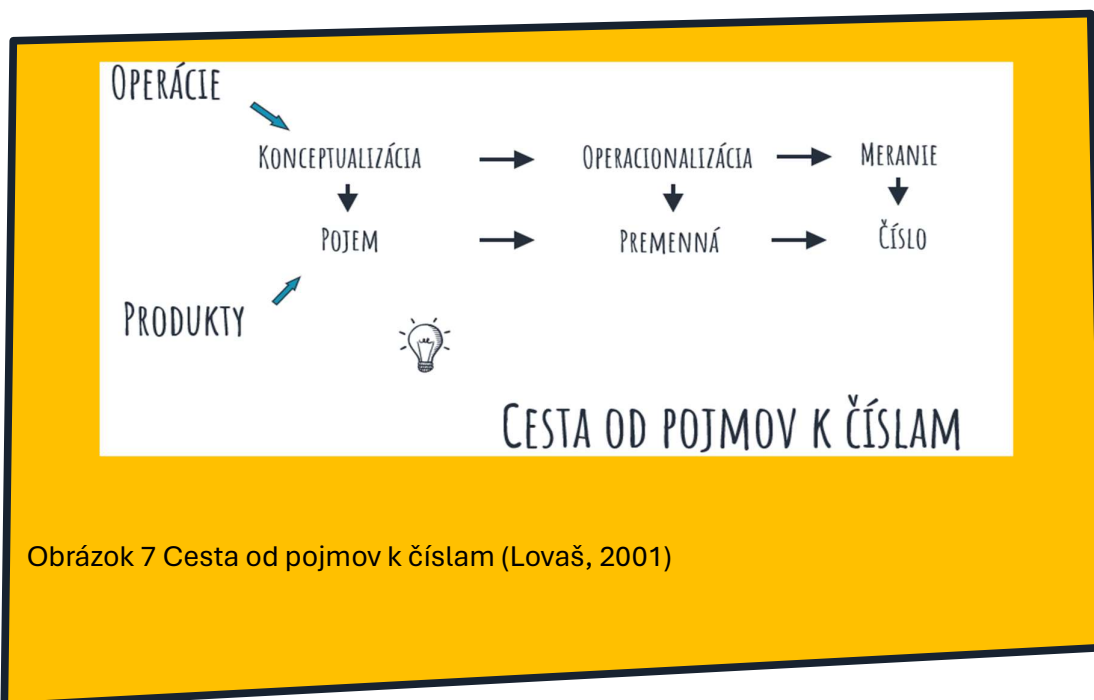 OPERÁCIE
KONCEPTUALIZÁCIA OPERACIONALIZÁCIA MERANIE
POJEM PREMENNÁ ČÍSLO
PRODUKTY
CESTA OD POJMOV K ČÍSLAM
Obrázok 7 Cesta od pojmov k číslam (Lovaš, 2001)